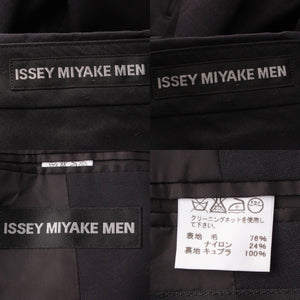 ISSEY MIYAKE MEN
ISSEY MIYAKE MEN
ISSEY MIYAKE MEN
クリーニングネットを使用し
て下さい。
表地 毛 76%
ナイロン 24%
裏地 キュプラ 100%